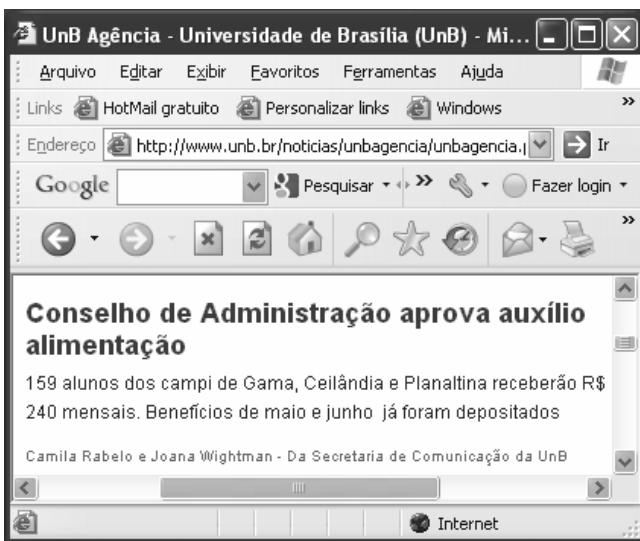 UnB Agência - Universidade de Brasília (UnB) - Mi...
Arquivo Editar Exibir Favoritos Ferramentas Ajuda
Links HotMail gratuito Personalizar links Windows »
Endereço http://www.unb.br/noticias/unbagencia/unbagencia.p Ir
Google Pesquisar » Fazer login
»
Conselho de Administração aprova auxílio
alimentação
159 alunos dos campi de Gama, Ceilândia e Planaltina receberão R$
240 mensais. Benefícios de maio e junho já foram depositados
Camila Rabelo e Joana Wightman - Da Secretaria de Comunicação da UnB
Internet